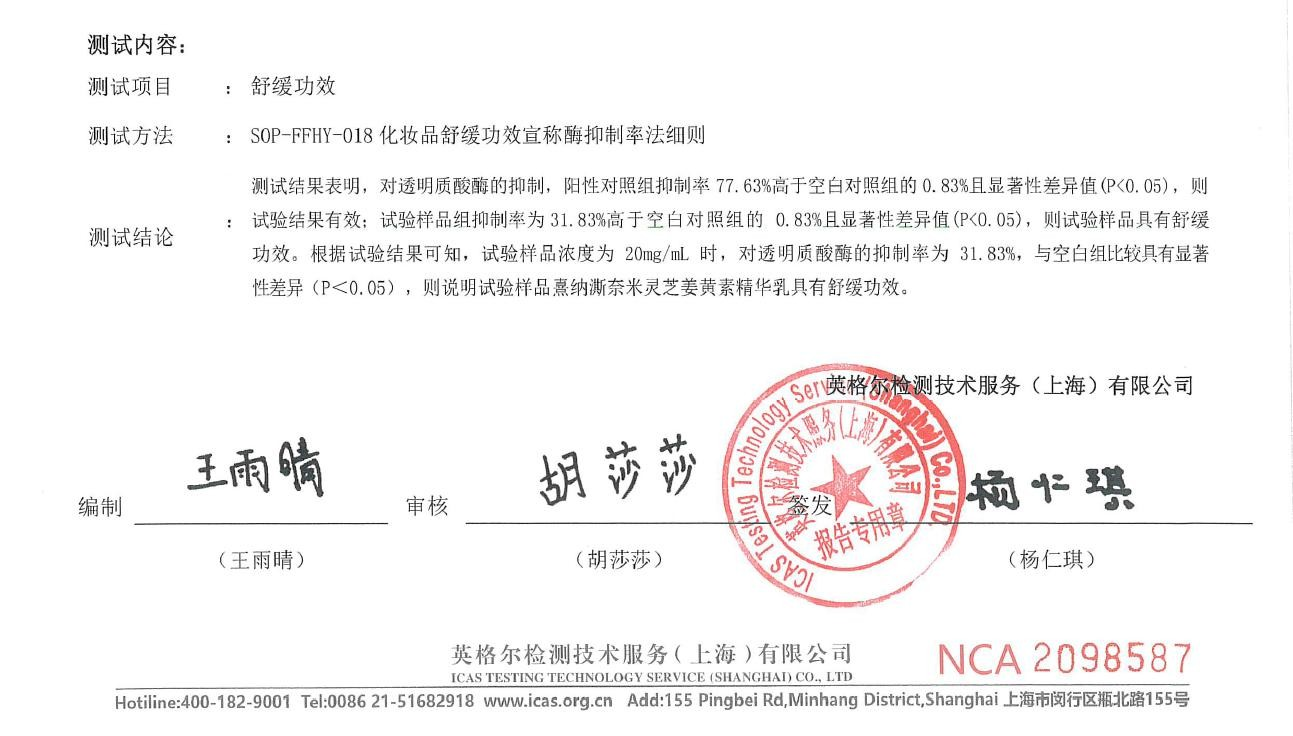 测试内容：
测试项目 ： 舒缓功效
测试方法 ： SOP-FFHY-018 化妆品舒缓功效宣称酶抑制率法细则
测试结论 ：
测试结果表明，对透明质酸酶的抑制，阳性对照组抑制率 77.63%高于空白对照组的 0.83%且显著性差异值(P<0.05)，则
试验结果有效；试验样品组抑制率为 31.83%高于空白对照组的 0.83%且显著性差异值(P<0.05)，则试验样品具有舒缓
功效。根据试验结果可知，试验样品浓度为 20mg/mL 时，对透明质酸酶的抑制率为 31.83%，与空白组比较具有显著
性差异（P＜0.05），则说明试验样品熹纳澌奈米灵芝姜黄素精华乳具有舒缓功效。
英格尔检测技术服务（上海）有限公司
ICAS Testing Technology Service (Shanghai) Co.,LTD
英格尔检测技术服务(上海)有限公司
报告专用章
编制 王雨晴 审核 胡莎莎 签发 杨仁琪
（王雨晴） （胡莎莎） （杨仁琪）
英格尔检测技术服务（上海）有限公司
ICAS TESTING TECHNOLOGY SERVICE (SHANGHAI) CO., LTD
NCA 2098587
Hotiline:400-182-9001 Tel:0086 21-51682918 www.icas.org.cn Add:155 Pingbei Rd,Minhang District,Shanghai 上海市闵行区瓶北路155号